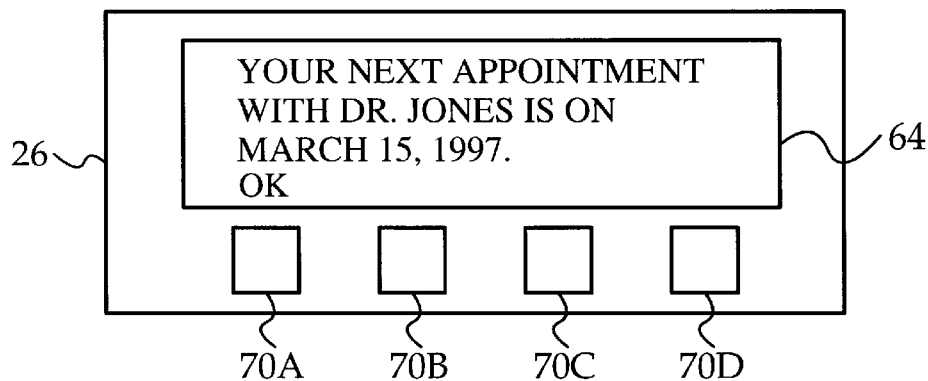 YOUR NEXT APPOINTMENT
WITH DR. JONES IS ON
MARCH 15, 1997.
OK
26
64
70A 70B 70C 70D